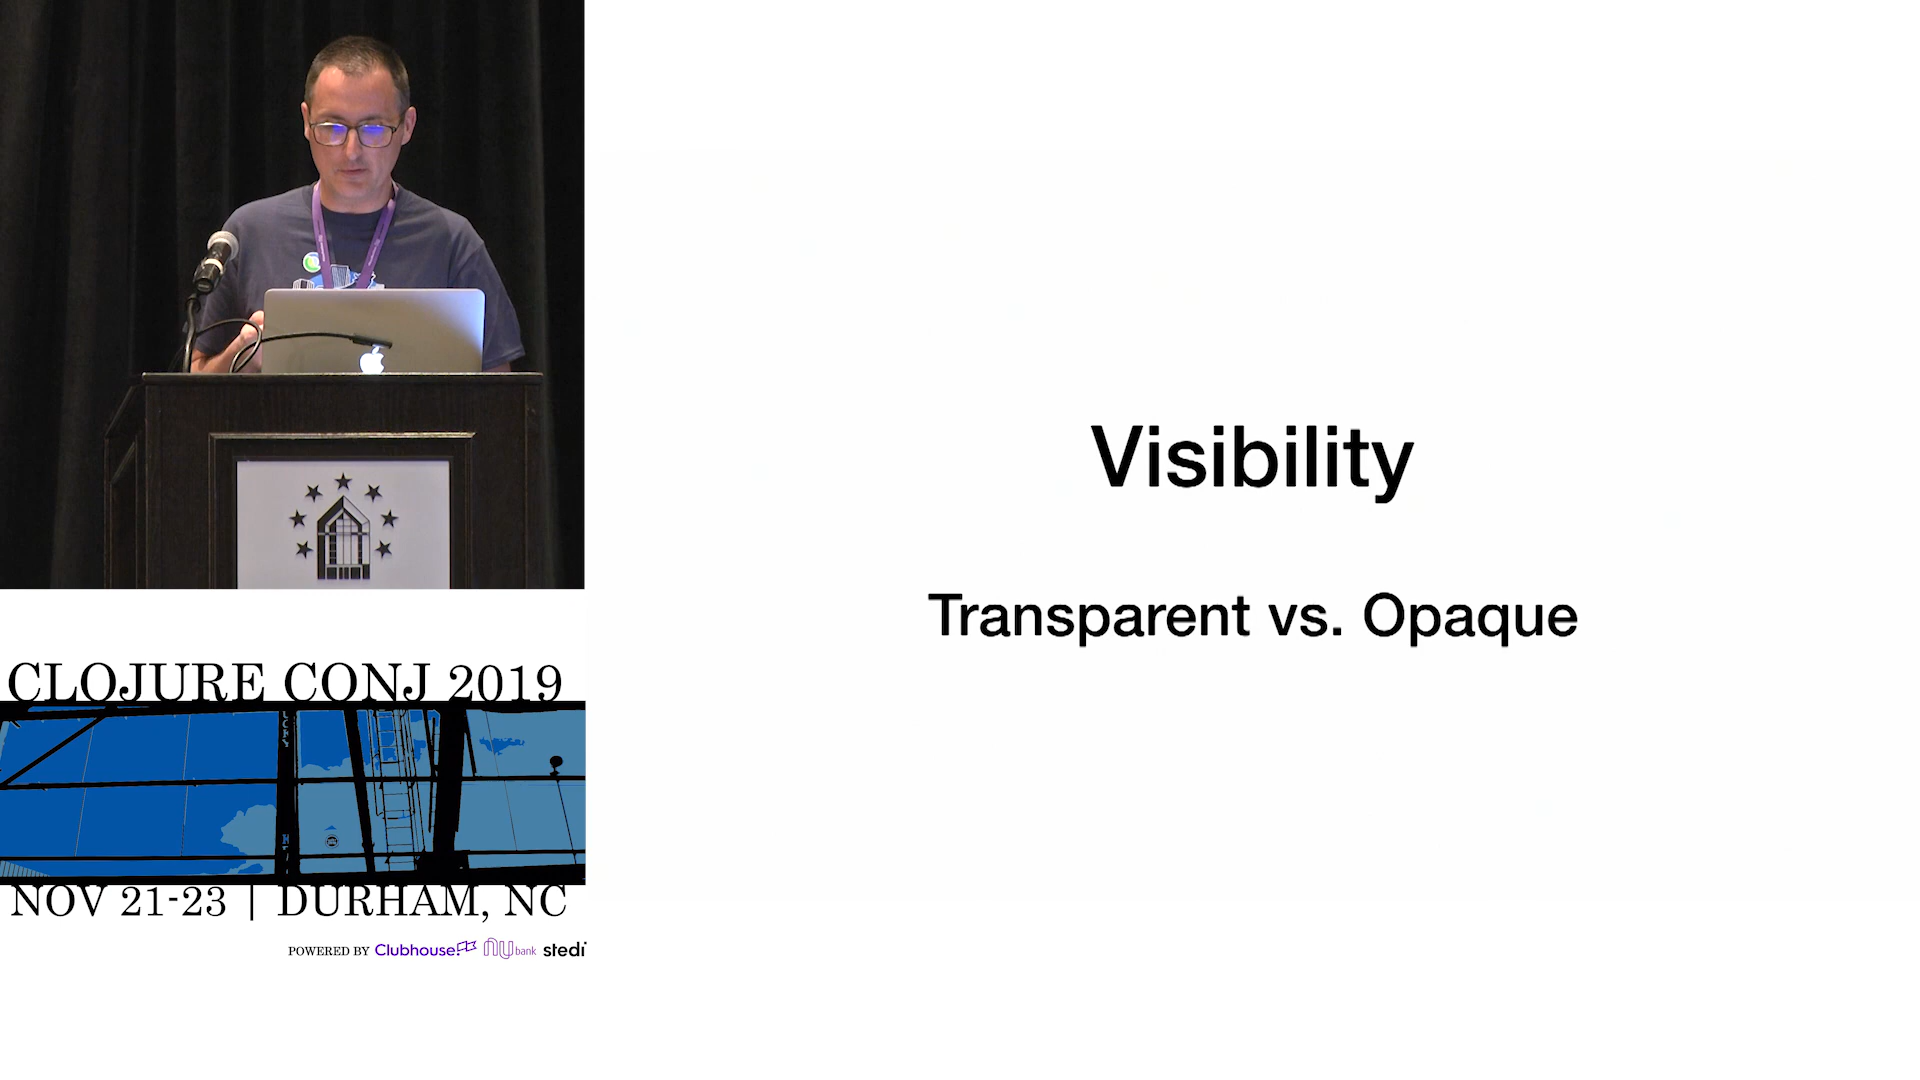 Visibility
Transparent vs. Opaque
CLOJURE CONJ 2019
NOV 21-23 | DURHAM, NC
POWERED BY Clubhouse nu bank stedi